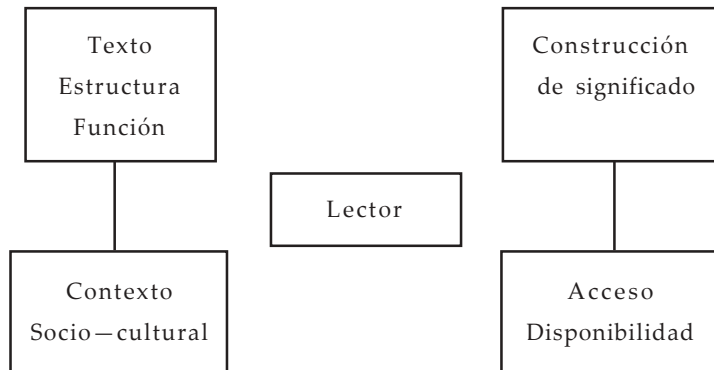 Texto
Estructura
Función
Construcción
de significado
Lector
Contexto
Socio—cultural
Acceso
Disponibilidad